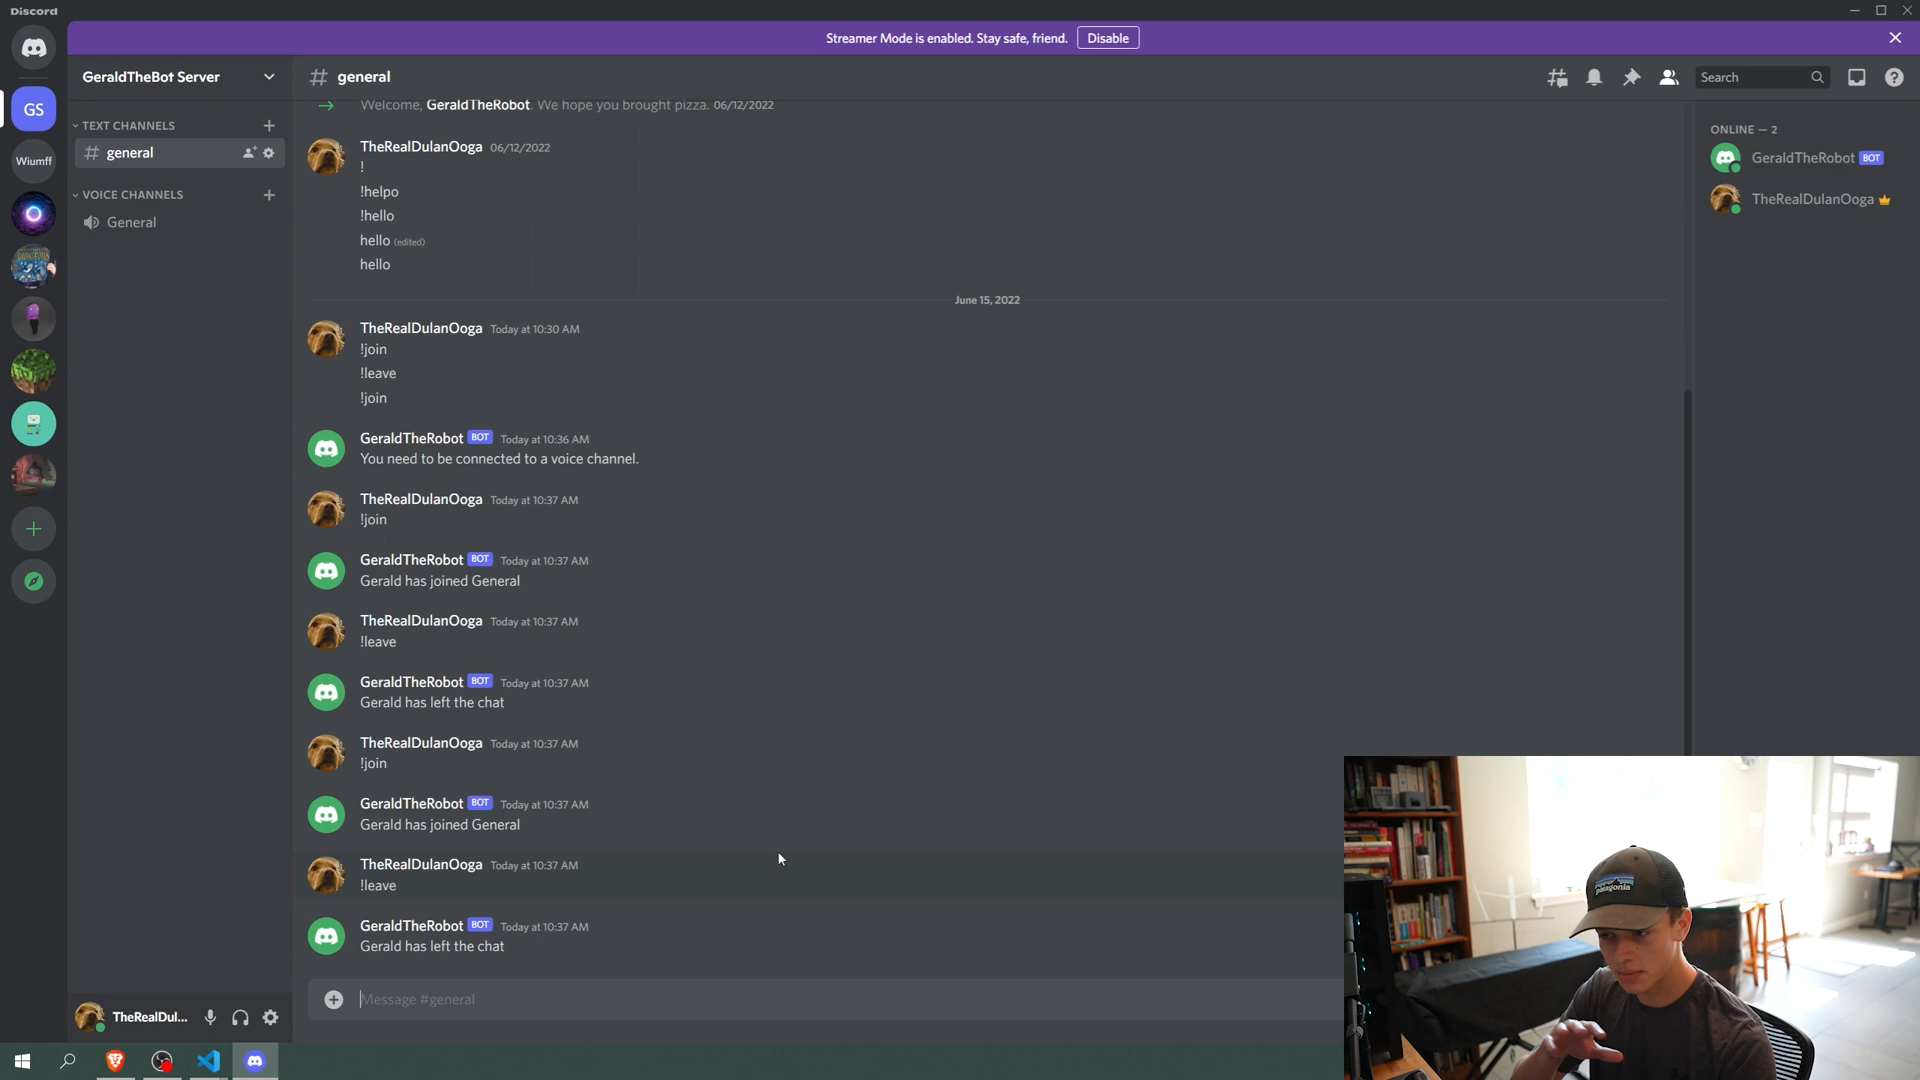 Discord
Streamer Mode is enabled. Stay safe, friend.
Disable
GeraldTheBot Server
general
Search
GS
Wiumff
TEXT CHANNELS
general
VOICE CHANNELS
General
Welcome, GeraldTheRobot. We hope you brought pizza. 06/12/2022
TheRealDulanOoga 06/12/2022
!
!helpo
!hello
hello (edited)
hello
June 15, 2022
TheRealDulanOoga Today at 10:30 AM
!join
!leave
!join
GeraldTheRobot BOT Today at 10:36 AM
You need to be connected to a voice channel.
TheRealDulanOoga Today at 10:37 AM
!join
GeraldTheRobot BOT Today at 10:37 AM
Gerald has joined General
TheRealDulanOoga Today at 10:37 AM
!leave
GeraldTheRobot BOT Today at 10:37 AM
Gerald has left the chat
TheRealDulanOoga Today at 10:37 AM
!join
GeraldTheRobot BOT Today at 10:37 AM
Gerald has joined General
TheRealDulanOoga Today at 10:37 AM
!leave
GeraldTheRobot BOT Today at 10:37 AM
Gerald has left the chat
Message #general
ONLINE — 2
GeraldTheRobot BOT
TheRealDulanOoga
TheRealDul...
patagonia